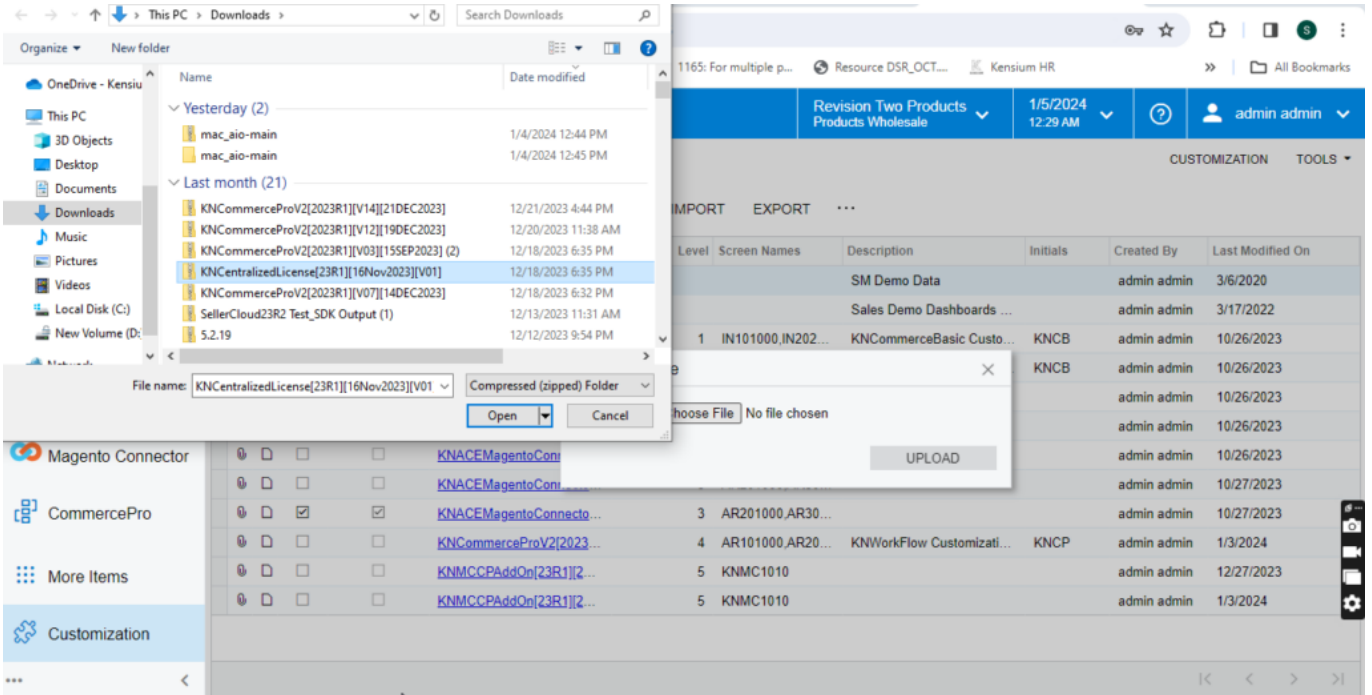 This PC > Downloads >
Search Downloads
Organize
New folder
OneDrive - Kensiu
This PC
3D Objects
Desktop
Documents
Downloads
Music
Pictures
Videos
Local Disk (C:)
New Volume (D:
Name Date modified
Yesterday (2)
mac_aio-main 1/4/2024 12:44 PM
mac_aio-main 1/4/2024 12:45 PM
Last month (21)
KNCommerceProV2[2023R1][V14][21DEC2023] 12/21/2023 4:44 PM
KNCommerceProV2[2023R1][V12][19DEC2023] 12/20/2023 11:38 AM
KNCommerceProV2[2023R1][V03][15SEP2023] (2) 12/18/2023 6:35 PM
KNCentralizedLicense[23R1][16Nov2023][V01] 12/18/2023 6:35 PM
KNCommerceProV2[2023R1][V07][14DEC2023] 12/18/2023 6:32 PM
SellerCloud23R2 Test_SDK Output (1) 12/13/2023 11:31 AM
5.2.19 12/12/2023 9:54 PM
File name: KNCentralizedLicense[23R1][16Nov2023][V01
Compressed (zipped) Folder
Open
Cancel
S
1165: For multiple p... Resource DSR_OCT.... Kensium HR
» All Bookmarks
Revision Two Products
Products Wholesale
1/5/2024
12:29 AM
admin admin
CUSTOMIZATION TOOLS
IMPORT EXPORT ...
Level Screen Names Description Initials Created By Last Modified On
SM Demo Data admin admin 3/6/2020
Sales Demo Dashboards ... admin admin 3/17/2022
1 IN101000,IN202... KNCommerceBasic Custo... KNCB admin admin 10/26/2023
KNCB admin admin 10/26/2023
admin admin 10/26/2023
admin admin 10/26/2023
e
hoose File No file chosen
UPLOAD
Magento Connector
CommercePro
More Items
Customization
...
KNACEMagentoConn admin admin 10/26/2023
KNACEMagentoConn admin admin 10/27/2023
KNACEMagentoConnecto... 3 AR201000,AR30... admin admin 10/27/2023
KNCommerceProV2[2023... 4 AR101000,AR20... KNWorkFlow Customizati... KNCP admin admin 1/3/2024
KNMCCPAddOn[23R1][2... 5 KNMC1010 admin admin 12/27/2023
KNMCCPAddOn[23R1][2... 5 KNMC1010 admin admin 1/3/2024